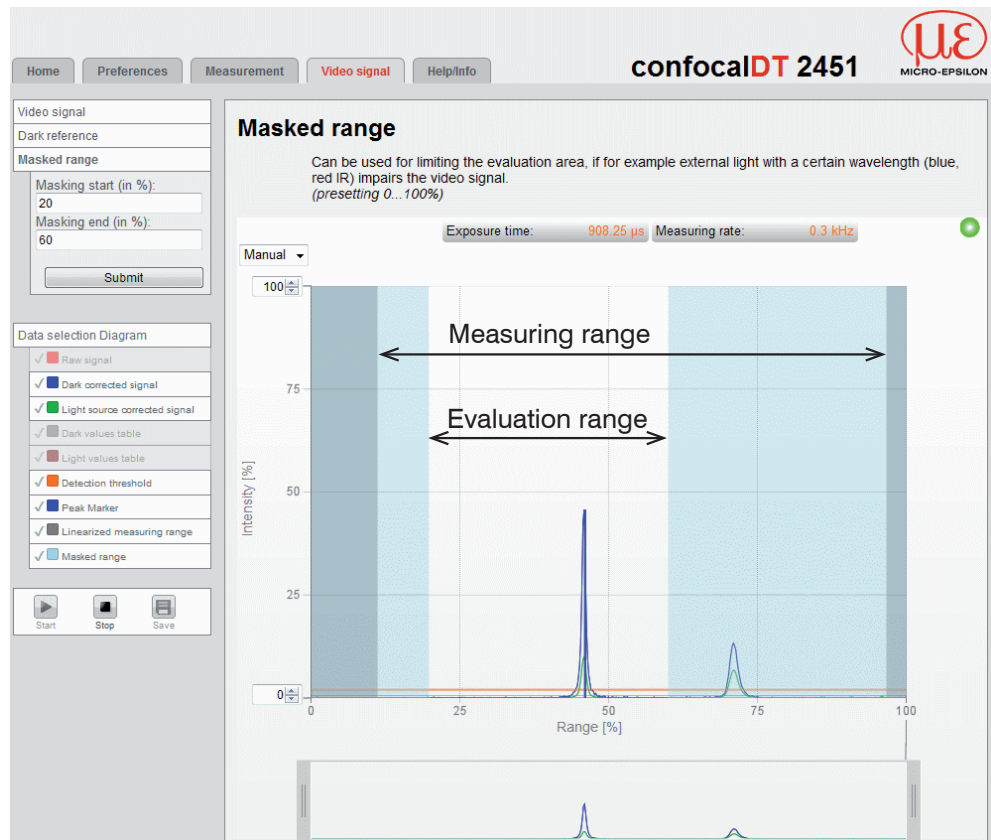 confocalDT 2451
με
MICRO-EPSILON
Home
Preferences
Measurement
Video signal
Help/Info
Video signal
Dark reference
Masked range
Masking start (in %):
20
Masking end (in %):
60
Submit
Data selection Diagram
Raw signal
Dark corrected signal
Light source corrected signal
Dark values table
Light values table
Detection threshold
Peak Marker
Linearized measuring range
Masked range
Start
Stop
Save
Masked range
Can be used for limiting the evaluation area, if for example external light with a certain wavelength (blue,
red IR) impairs the video signal.
(presetting 0...100%)
Exposure time: 908.25 µs
Measuring rate: 0.3 kHz
Manual
100
75
50
25
0
Intensity [%]
Measuring range
Evaluation range
0
25
50
75
100
Range [%]